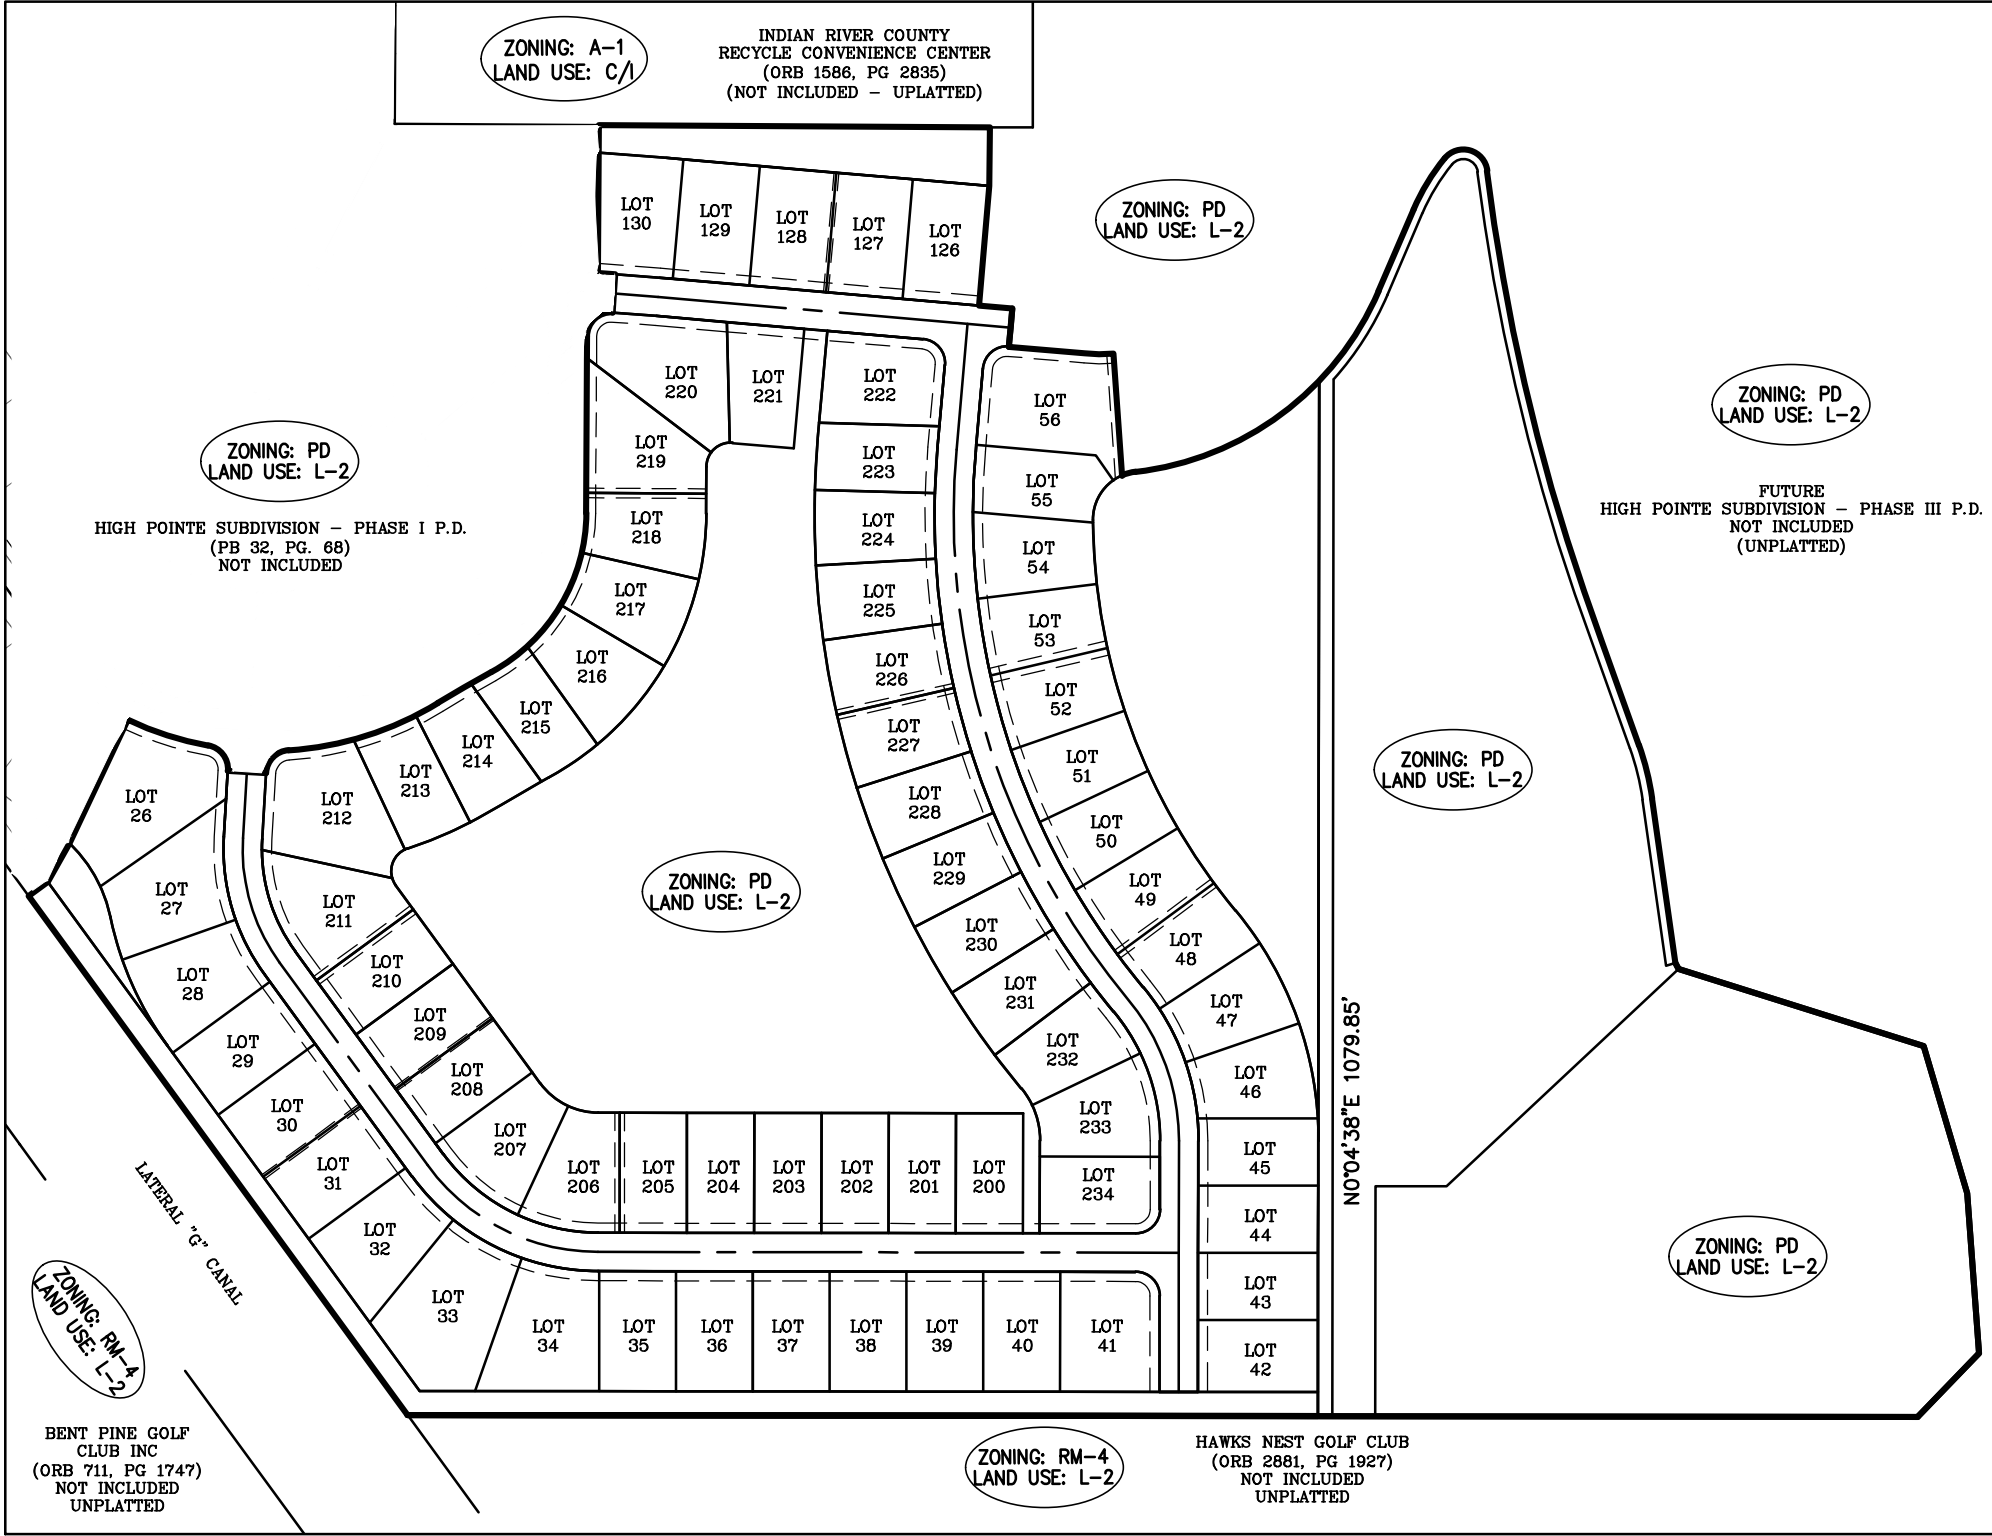 ZONING: A-1
LAND USE: C/I
INDIAN RIVER COUNTY
RECYCLE CONVENIENCE CENTER
(ORB 1586, PG 2835)
(NOT INCLUDED - UPLATTED)
LOT
130
LOT
129
LOT
128
LOT
127
LOT
126
ZONING: PD
LAND USE: L-2
LOT
220
LOT
221
LOT
222
LOT
56
ZONING: PD
LAND USE: L-2
ZONING: PD
LAND USE: L-2
HIGH POINTE SUBDIVISION - PHASE I P.D.
(PB 32, PG. 68)
NOT INCLUDED
FUTURE
HIGH POINTE SUBDIVISION - PHASE III P.D.
NOT INCLUDED
(UNPLATTED)
LOT
219
LOT
223
LOT
55
LOT
218
LOT
224
LOT
54
LOT
217
LOT
225
LOT
53
LOT
216
LOT
226
LOT
52
LOT
215
LOT
227
LOT
214
LOT
51
ZONING: PD
LAND USE: L-2
LOT
213
LOT
26
LOT
212
LOT
228
LOT
50
LOT
27
LOT
211
ZONING: PD
LAND USE: L-2
LOT
229
LOT
49
LOT
230
LOT
48
LOT
28
LOT
210
LOT
231
LOT
47
LOT
29
LOT
209
LOT
232
N0°04'38"E 1079.85'
LOT
208
LOT
46
LOT
30
LOT
207
LOT
233
LOT
31
LOT
206
LOT
205
LOT
204
LOT
203
LOT
202
LOT
201
LOT
200
LOT
234
LOT
45
LATERAL "G" CANAL
LOT
32
LOT
44
ZONING: PD
LAND USE: L-2
LOT
33
LOT
43
ZONING: RM-4
LAND USE: L-2
LOT
34
LOT
35
LOT
36
LOT
37
LOT
38
LOT
39
LOT
40
LOT
41
LOT
42
BENT PINE GOLF
CLUB INC
(ORB 711, PG 1747)
NOT INCLUDED
UNPLATTED
ZONING: RM-4
LAND USE: L-2
HAWKS NEST GOLF CLUB
(ORB 2881, PG 1927)
NOT INCLUDED
UNPLATTED